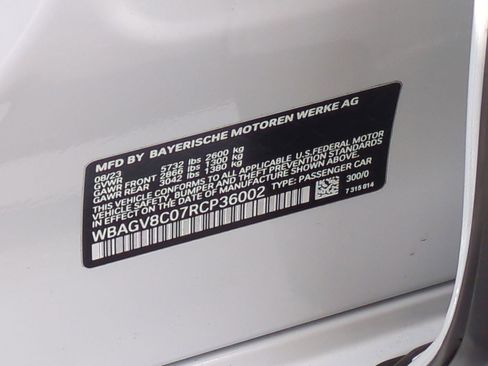 MFD BY BAYERISCHE MOTOREN WERKE AG
08/23
GVWR 5732 lbs 2600 kg
GAWR FRONT 2866 lbs 1300 kg
GAWR REAR 3042 lbs 1380 kg
THIS VEHICLE CONFORMS TO ALL APPLICABLE U.S.FEDERAL MOTOR
VEHICLE SAFETY, BUMPER AND THEFT PREVENTION STANDARDS
IN EFFECT ON THE DATE OF MANUFACTURE SHOWN ABOVE.
WBAGV8C07RCP36002 TYPE: PASSENGER CAR
300/0
7 315 014